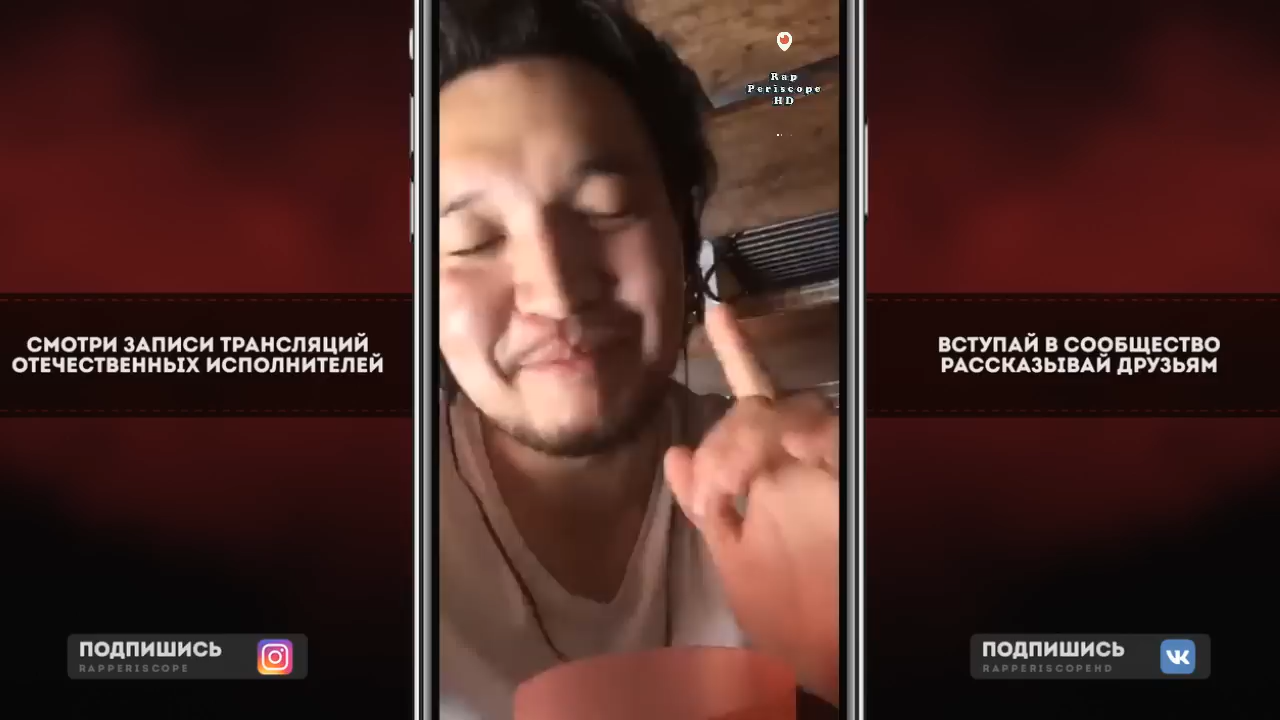 Rap
Periscope
HD
СМОТРИ ЗАПИСИ ТРАНСЛЯЦИЙ
ОТЕЧЕСТВЕННЫХ ИСПОЛНИТЕЛЕЙ
ВСТУПАЙ В СООБЩЕСТВО
РАССКАЗЫВАЙ ДРУЗЬЯМ
ПОДПИШИСЬ
RAPPERISCOPE
ПОДПИШИСЬ
RAPPERISCOPEHD